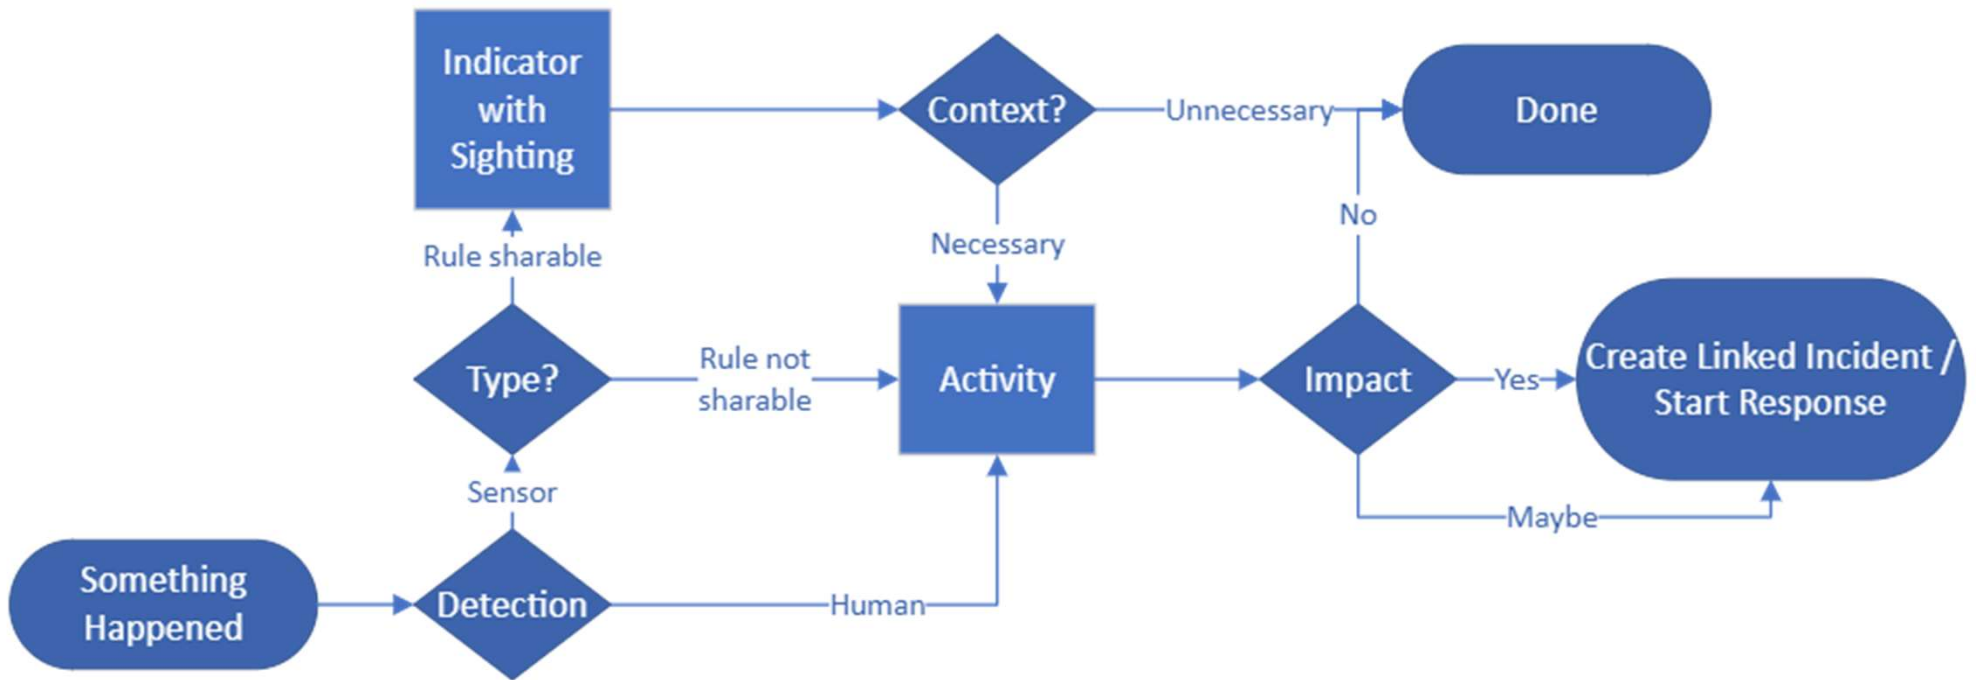 Indicator
with
Sighting
Context?
Unnecessary
Done
No
Rule sharable
Necessary
Type?
Rule not
sharable
Activity
Impact
Yes
Create Linked Incident /
Start Response
Sensor
Maybe
Something
Happened
Detection
Human